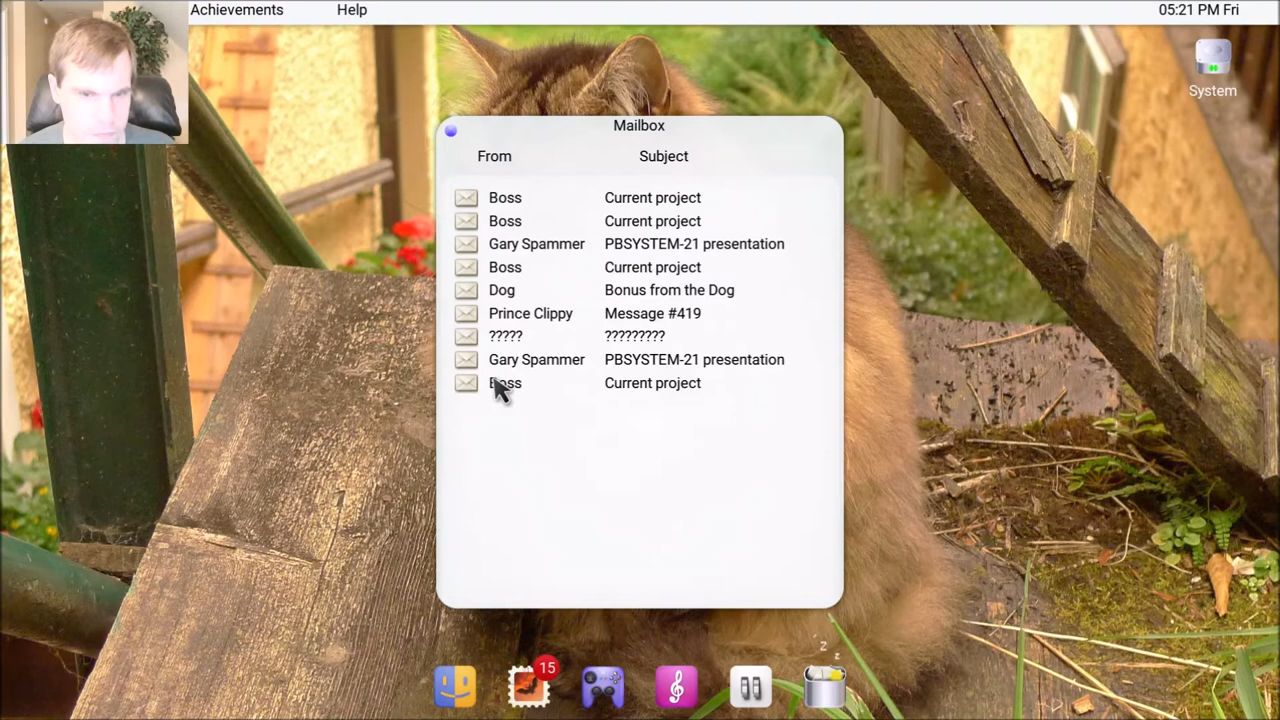 Achievements Help 05:21 PM Fri
System
Mailbox
From Subject
Boss Current project
Boss Current project
Gary Spammer PBSYSTEM-21 presentation
Boss Current project
Dog Bonus from the Dog
Prince Clippy Message #419
????? ?????????
Gary Spammer PBSYSTEM-21 presentation
Boss Current project
15
z
z